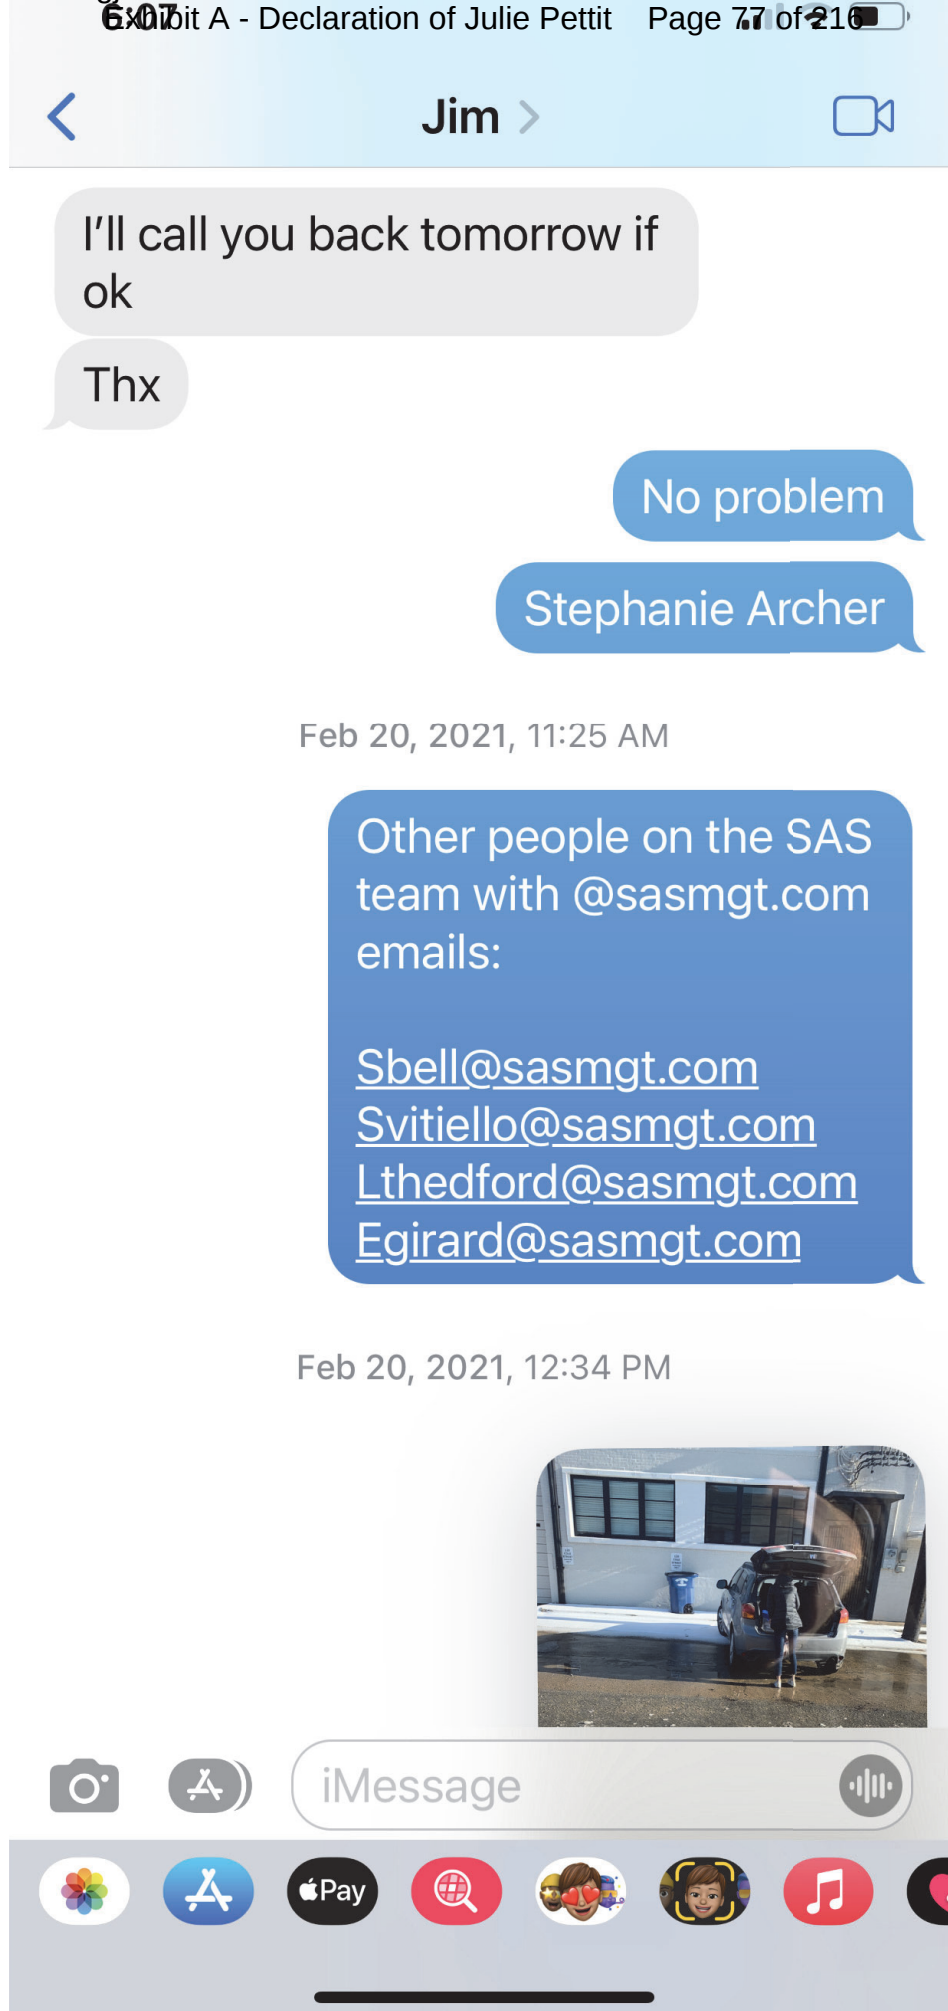 6:07
Exhibit A - Declaration of Julie Pettit Page 77 of 216
Jim
I'll call you back tomorrow if
ok
Thx
No problem
Stephanie Archer
Feb 20, 2021, 11:25 AM
Other people on the SAS
team with @sasmgt.com
emails:
Sbell@sasmgt.com
Svitiello@sasmgt.com
Lthedford@sasmgt.com
Egirard@sasmgt.com
Feb 20, 2021, 12:34 PM
iMessage
Pay